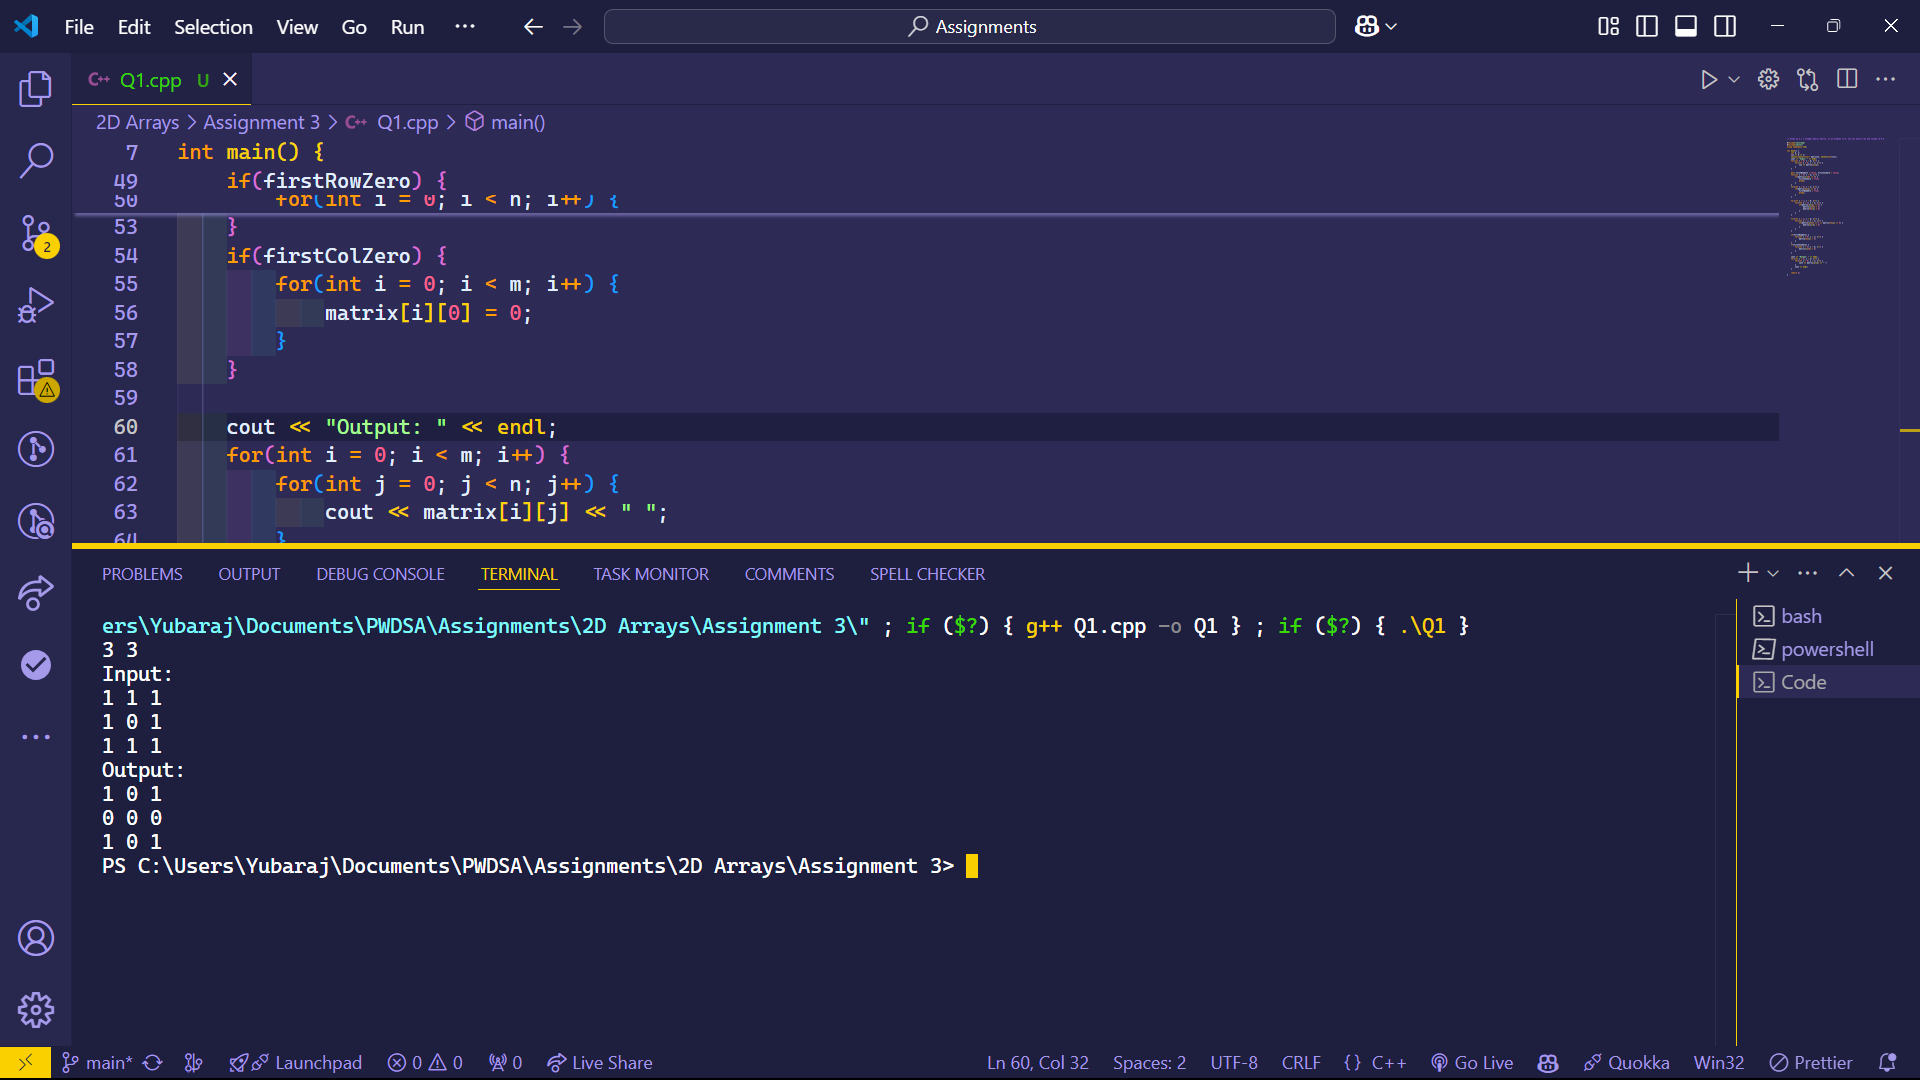 File Edit Selection View Go Run ··· Assignments
C++ Q1.cpp U
2D Arrays > Assignment 3 > C++ Q1.cpp > main()
7 int main() {
49 if(firstRowZero) {
50 for(int i = 0; i < n; i++) {
53 }
54 if(firstColZero) {
55 for(int i = 0; i < m; i++) {
56 matrix[i][0] = 0;
57 }
58 }
59
60 cout << "Output: " << endl;
61 for(int i = 0; i < m; i++) {
62 for(int j = 0; j < n; j++) {
63 cout << matrix[i][j] << " ";
64 }
PROBLEMS OUTPUT DEBUG CONSOLE TERMINAL TASK MONITOR COMMENTS SPELL CHECKER
ers\Yubaraj\Documents\PWDSA\Assignments\2D Arrays\Assignment 3\" ; if ($?) { g++ Q1.cpp -o Q1 } ; if ($?) { .\Q1 }
3 3
Input:
1 1 1
1 0 1
1 1 1
Output:
1 0 1
0 0 0
1 0 1
PS C:\Users\Yubaraj\Documents\PWDSA\Assignments\2D Arrays\Assignment 3>
bash
powershell
Code
2
main* Launchpad 0 0 0 Live Share Ln 60, Col 32 Spaces: 2 UTF-8 CRLF {} C++ Go Live Quokka Win32 Prettier